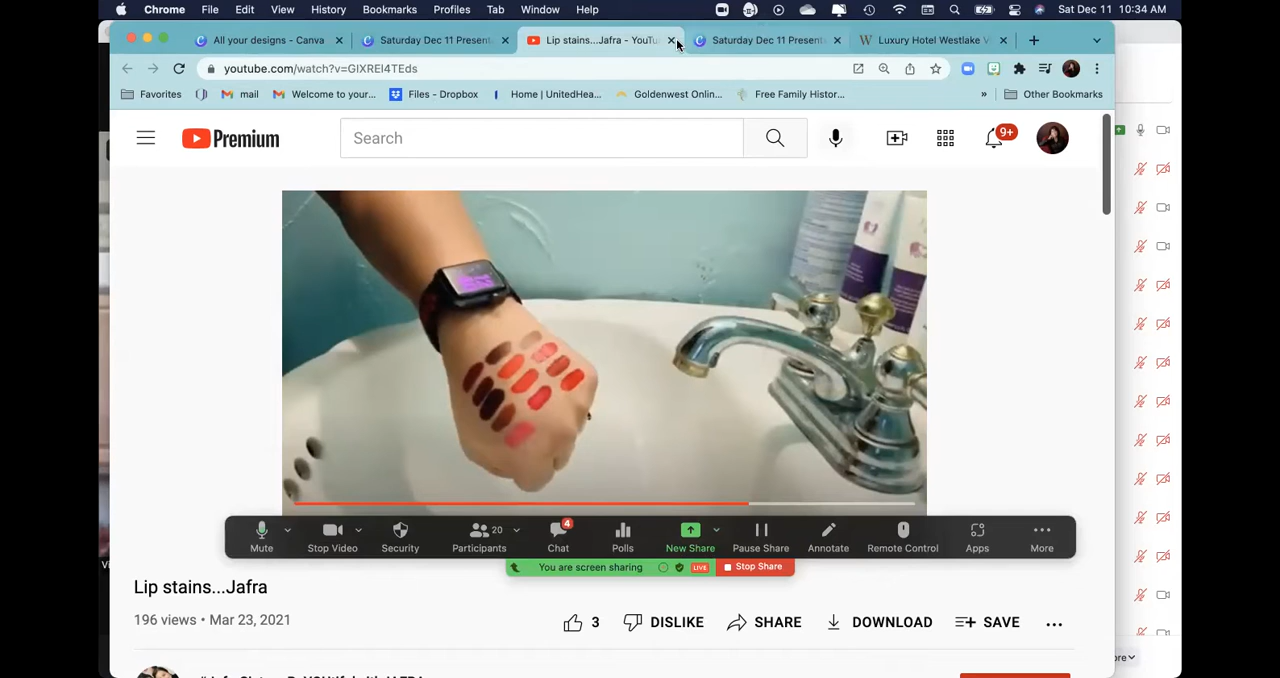 Chrome File Edit View History Bookmarks Profiles Tab Window Help Sat Dec 11 10:34 AM
All your designs - Canva Saturday Dec 11 Present Lip stains...Jafra - YouTu Saturday Dec 11 Present Luxury Hotel Westlake V
youtube.com/watch?v=GIXREI4TEds
Favorites mail Welcome to your... Files - Dropbox Home | UnitedHea... Goldenwest Onlin... Free Family Histor... » Other Bookmarks
Premium Search 9+
20 4
Mute Stop Video Security Participants Chat Polls New Share Pause Share Annotate Remote Control Apps More
You are screen sharing LIVE Stop Share
Lip stains...Jafra
196 views • Mar 23, 2021 3 DISLIKE SHARE DOWNLOAD SAVE ...